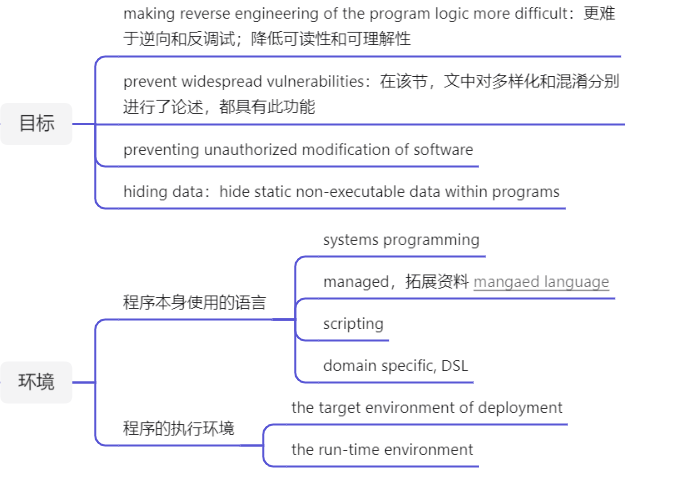 making reverse engineering of the program logic more difficult：更难
于逆向和反调试；降低可读性和可理解性
prevent widespread vulnerabilities：在该节，文中对多样化和混淆分别
进行了论述，都具有此功能
目标
preventing unauthorized modification of software
hiding data：hide static non-executable data within programs
systems programming
managed，拓展资料 mangaed language
程序本身使用的语言
scripting
domain specific, DSL
环境
the target environment of deployment
程序的执行环境
the run-time environment